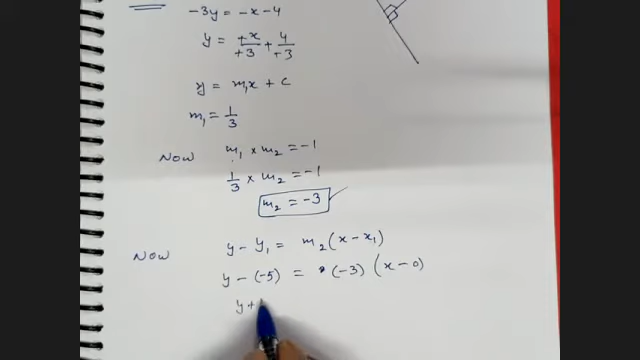 -3y = -x - 4
y = +x/+3 + 4/+3
y = m₁x + c
m₁ = 1/3
Now m₁ × m₂ = -1
1/3 × m₂ = -1
m₂ = -3
Now y - y₁ = m₂(x - x₁)
y - (-5) = (-3) (x - 0)
y +